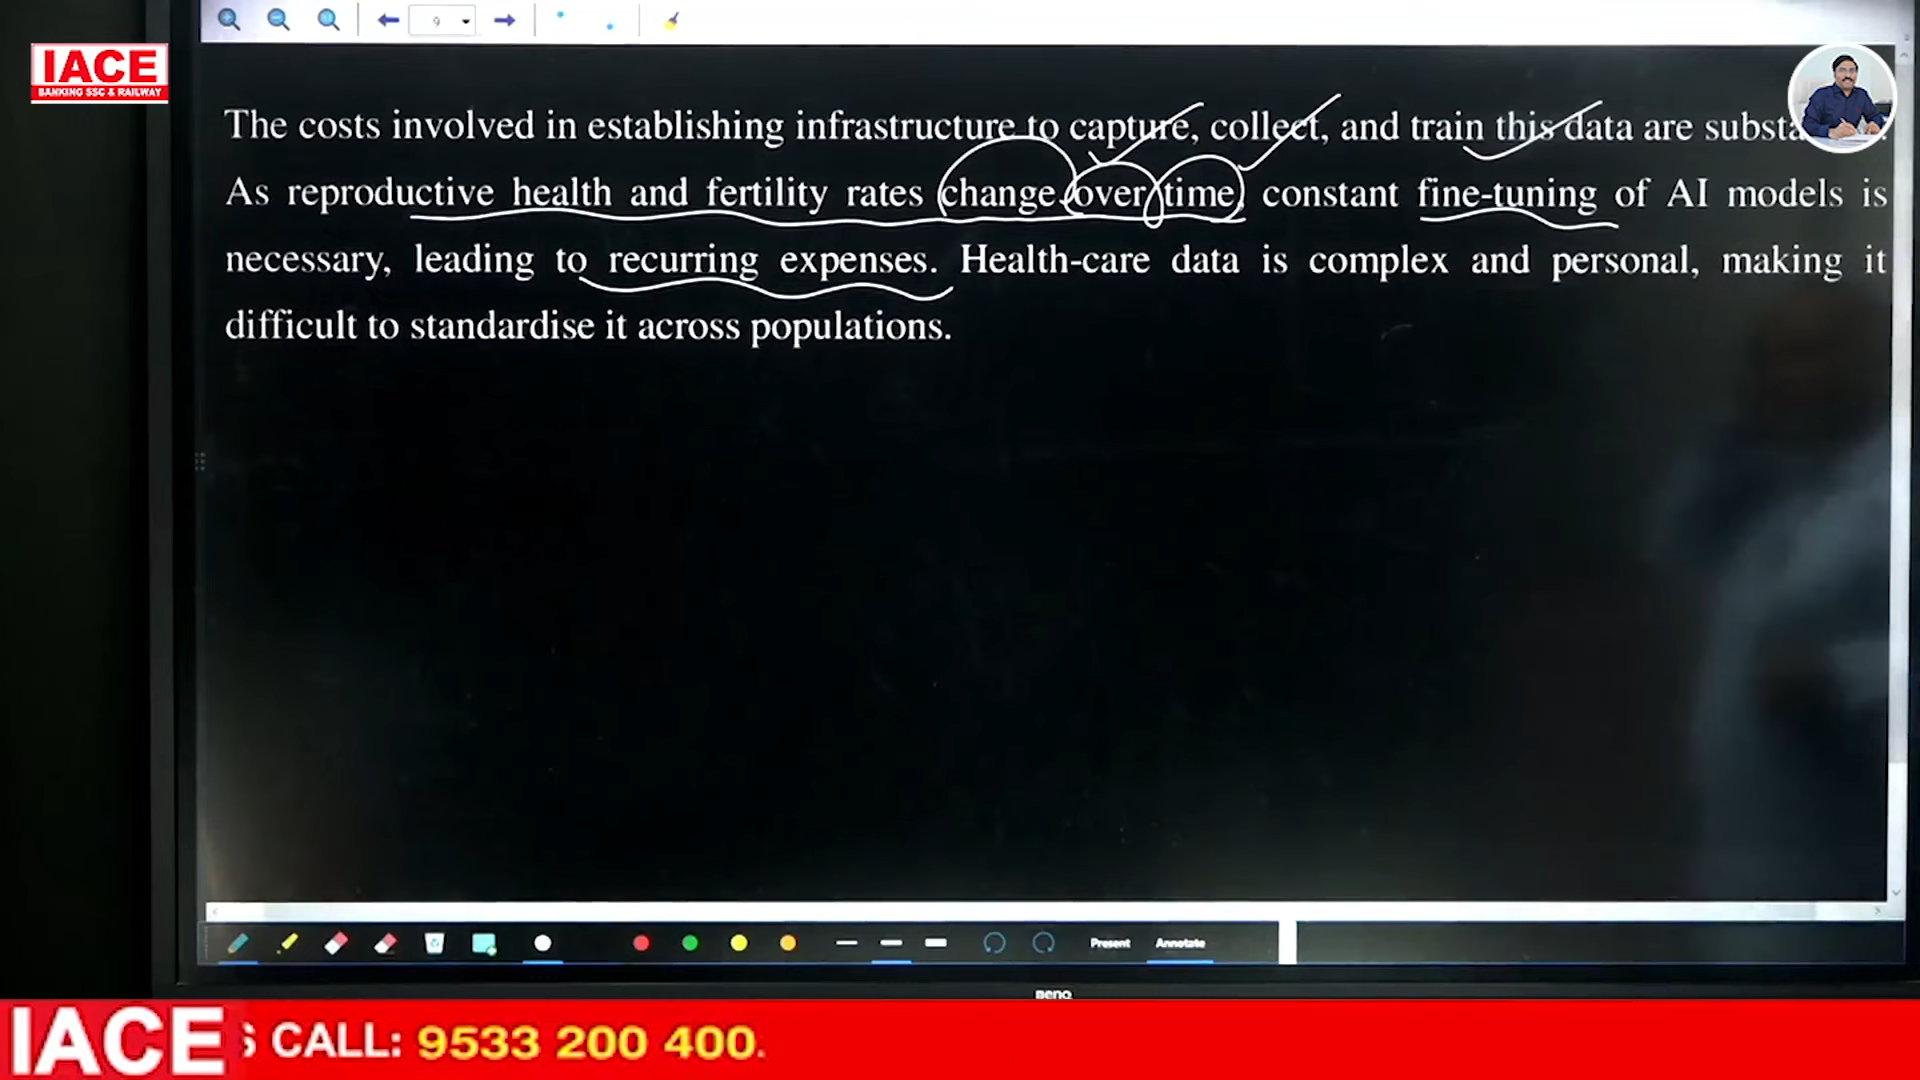 9
IACE
BANKING SSC & RAILWAY
The costs involved in establishing infrastructure to capture, collect, and train this data are
As reproductive health and fertility rates change over time, constant fine-tuning of AI models is
necessary, leading to recurring expenses. Health-care data is complex and personal, making it
difficult to standardise it across populations.
Present Annotate
BenQ
IACE S CALL: 9533 200 400.